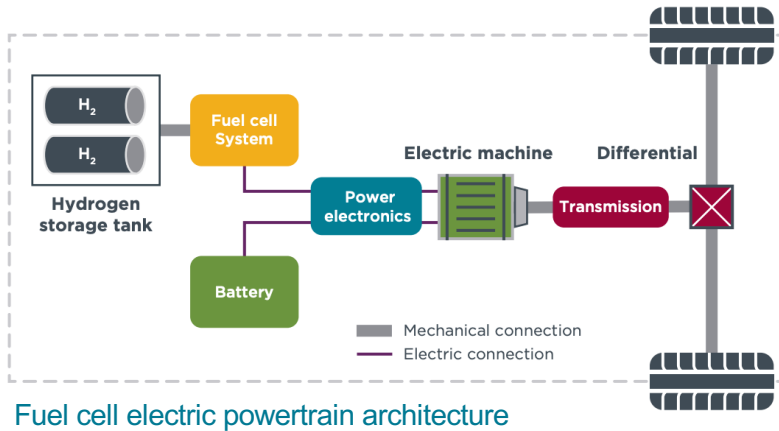 H2
H2
Hydrogen
storage tank
Fuel cell
System
Battery
Power
electronics
Electric machine
Transmission
Differential
Mechanical connection
Electric connection
Fuel cell electric powertrain architecture